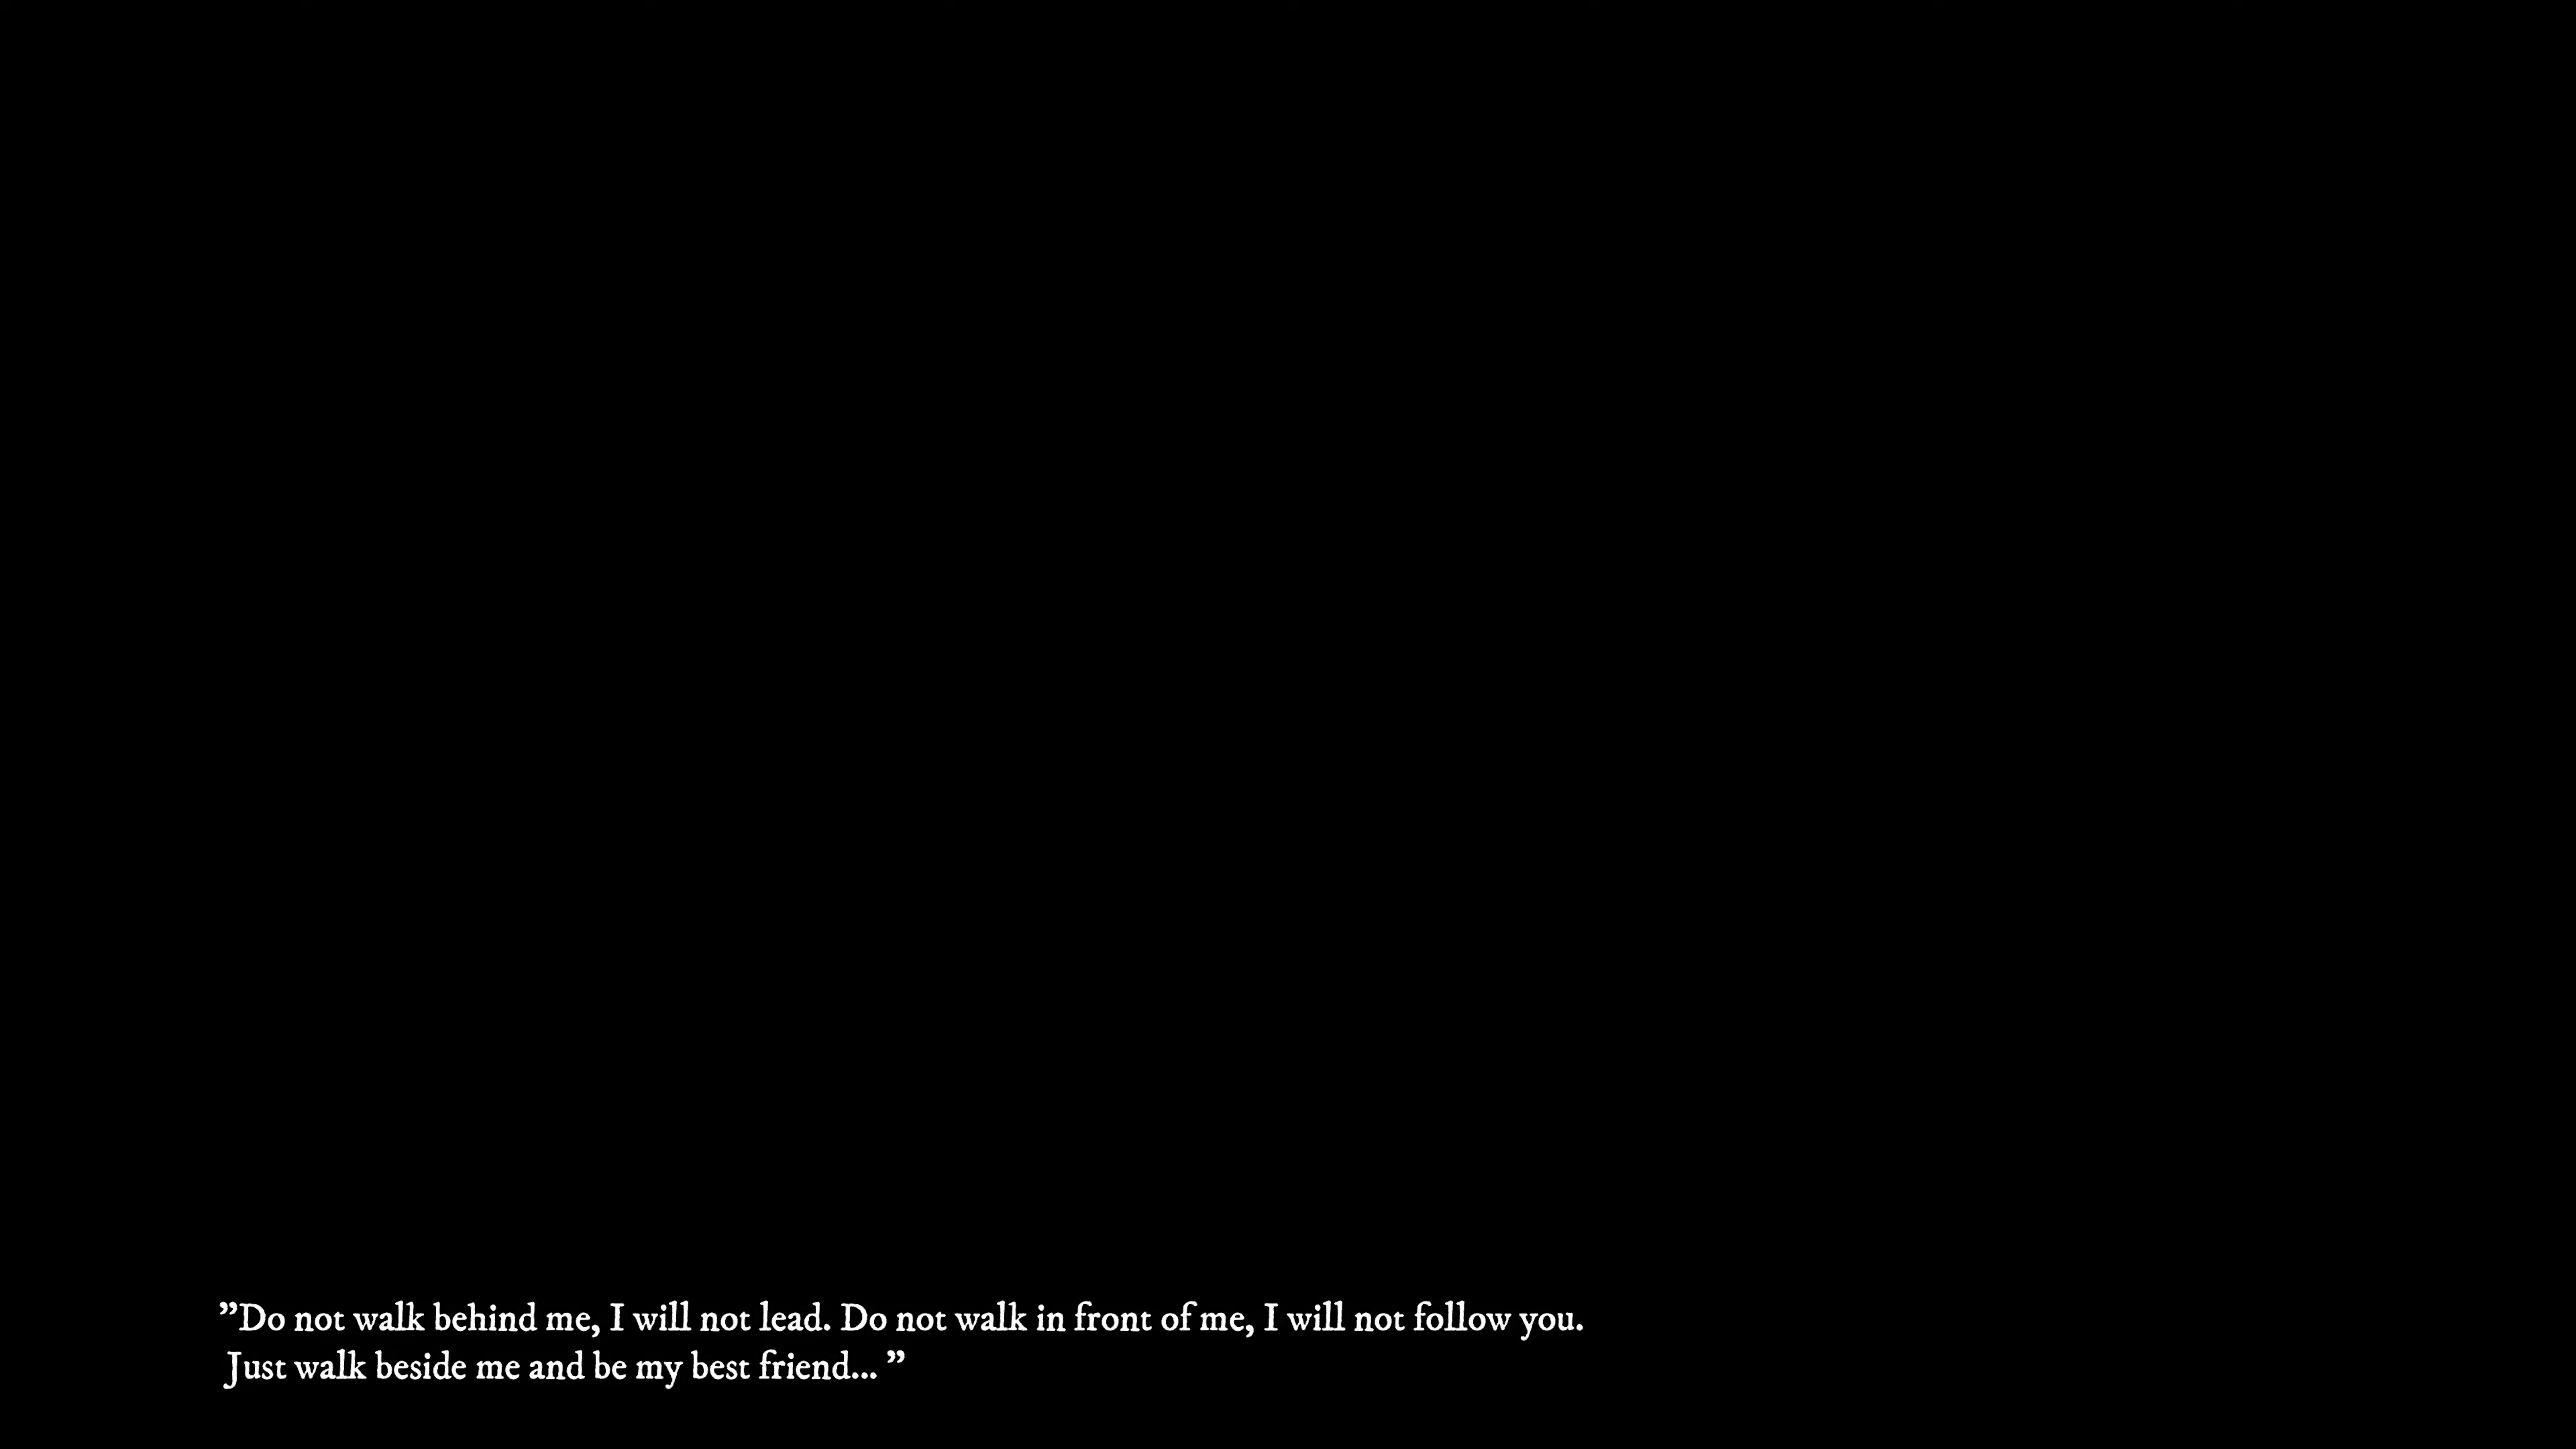 ”Do not walk behind me, I will not lead. Do not walk in front of me, I will not follow you.
Just walk beside me and be my best friend... ”